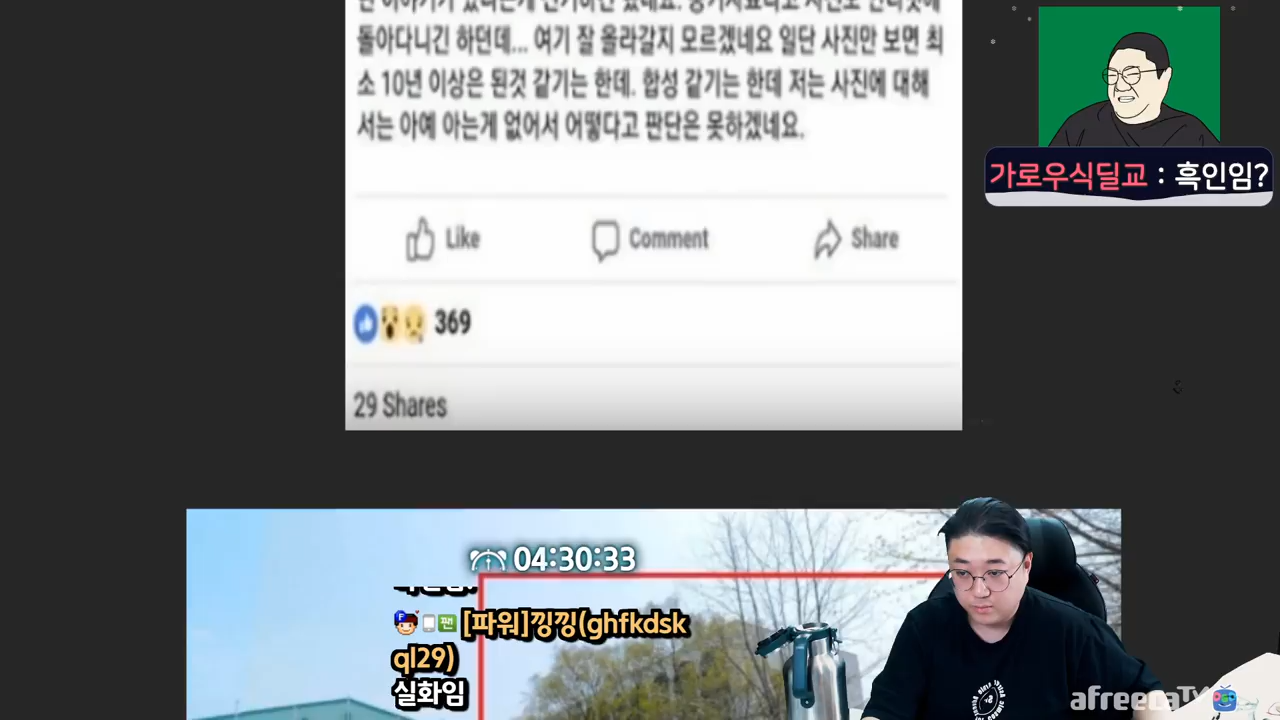 돌아다니긴 하던데... 여기 잘 올라갈지 모르겠네요 일단 사진만 보면 최
소 10년 이상은 된것 같기는 한데. 합성 같기는 한데 저는 사진에 대해
서는 아예 아는게 없어서 어떻다고 판단은 못하겠네요.
가로우식딜교 : 흑인임?
Like
Comment
Share
369
29 Shares
04:30:33
[파워]낑낑(ghfkdsk
ql29)
실화임
afreecaTV